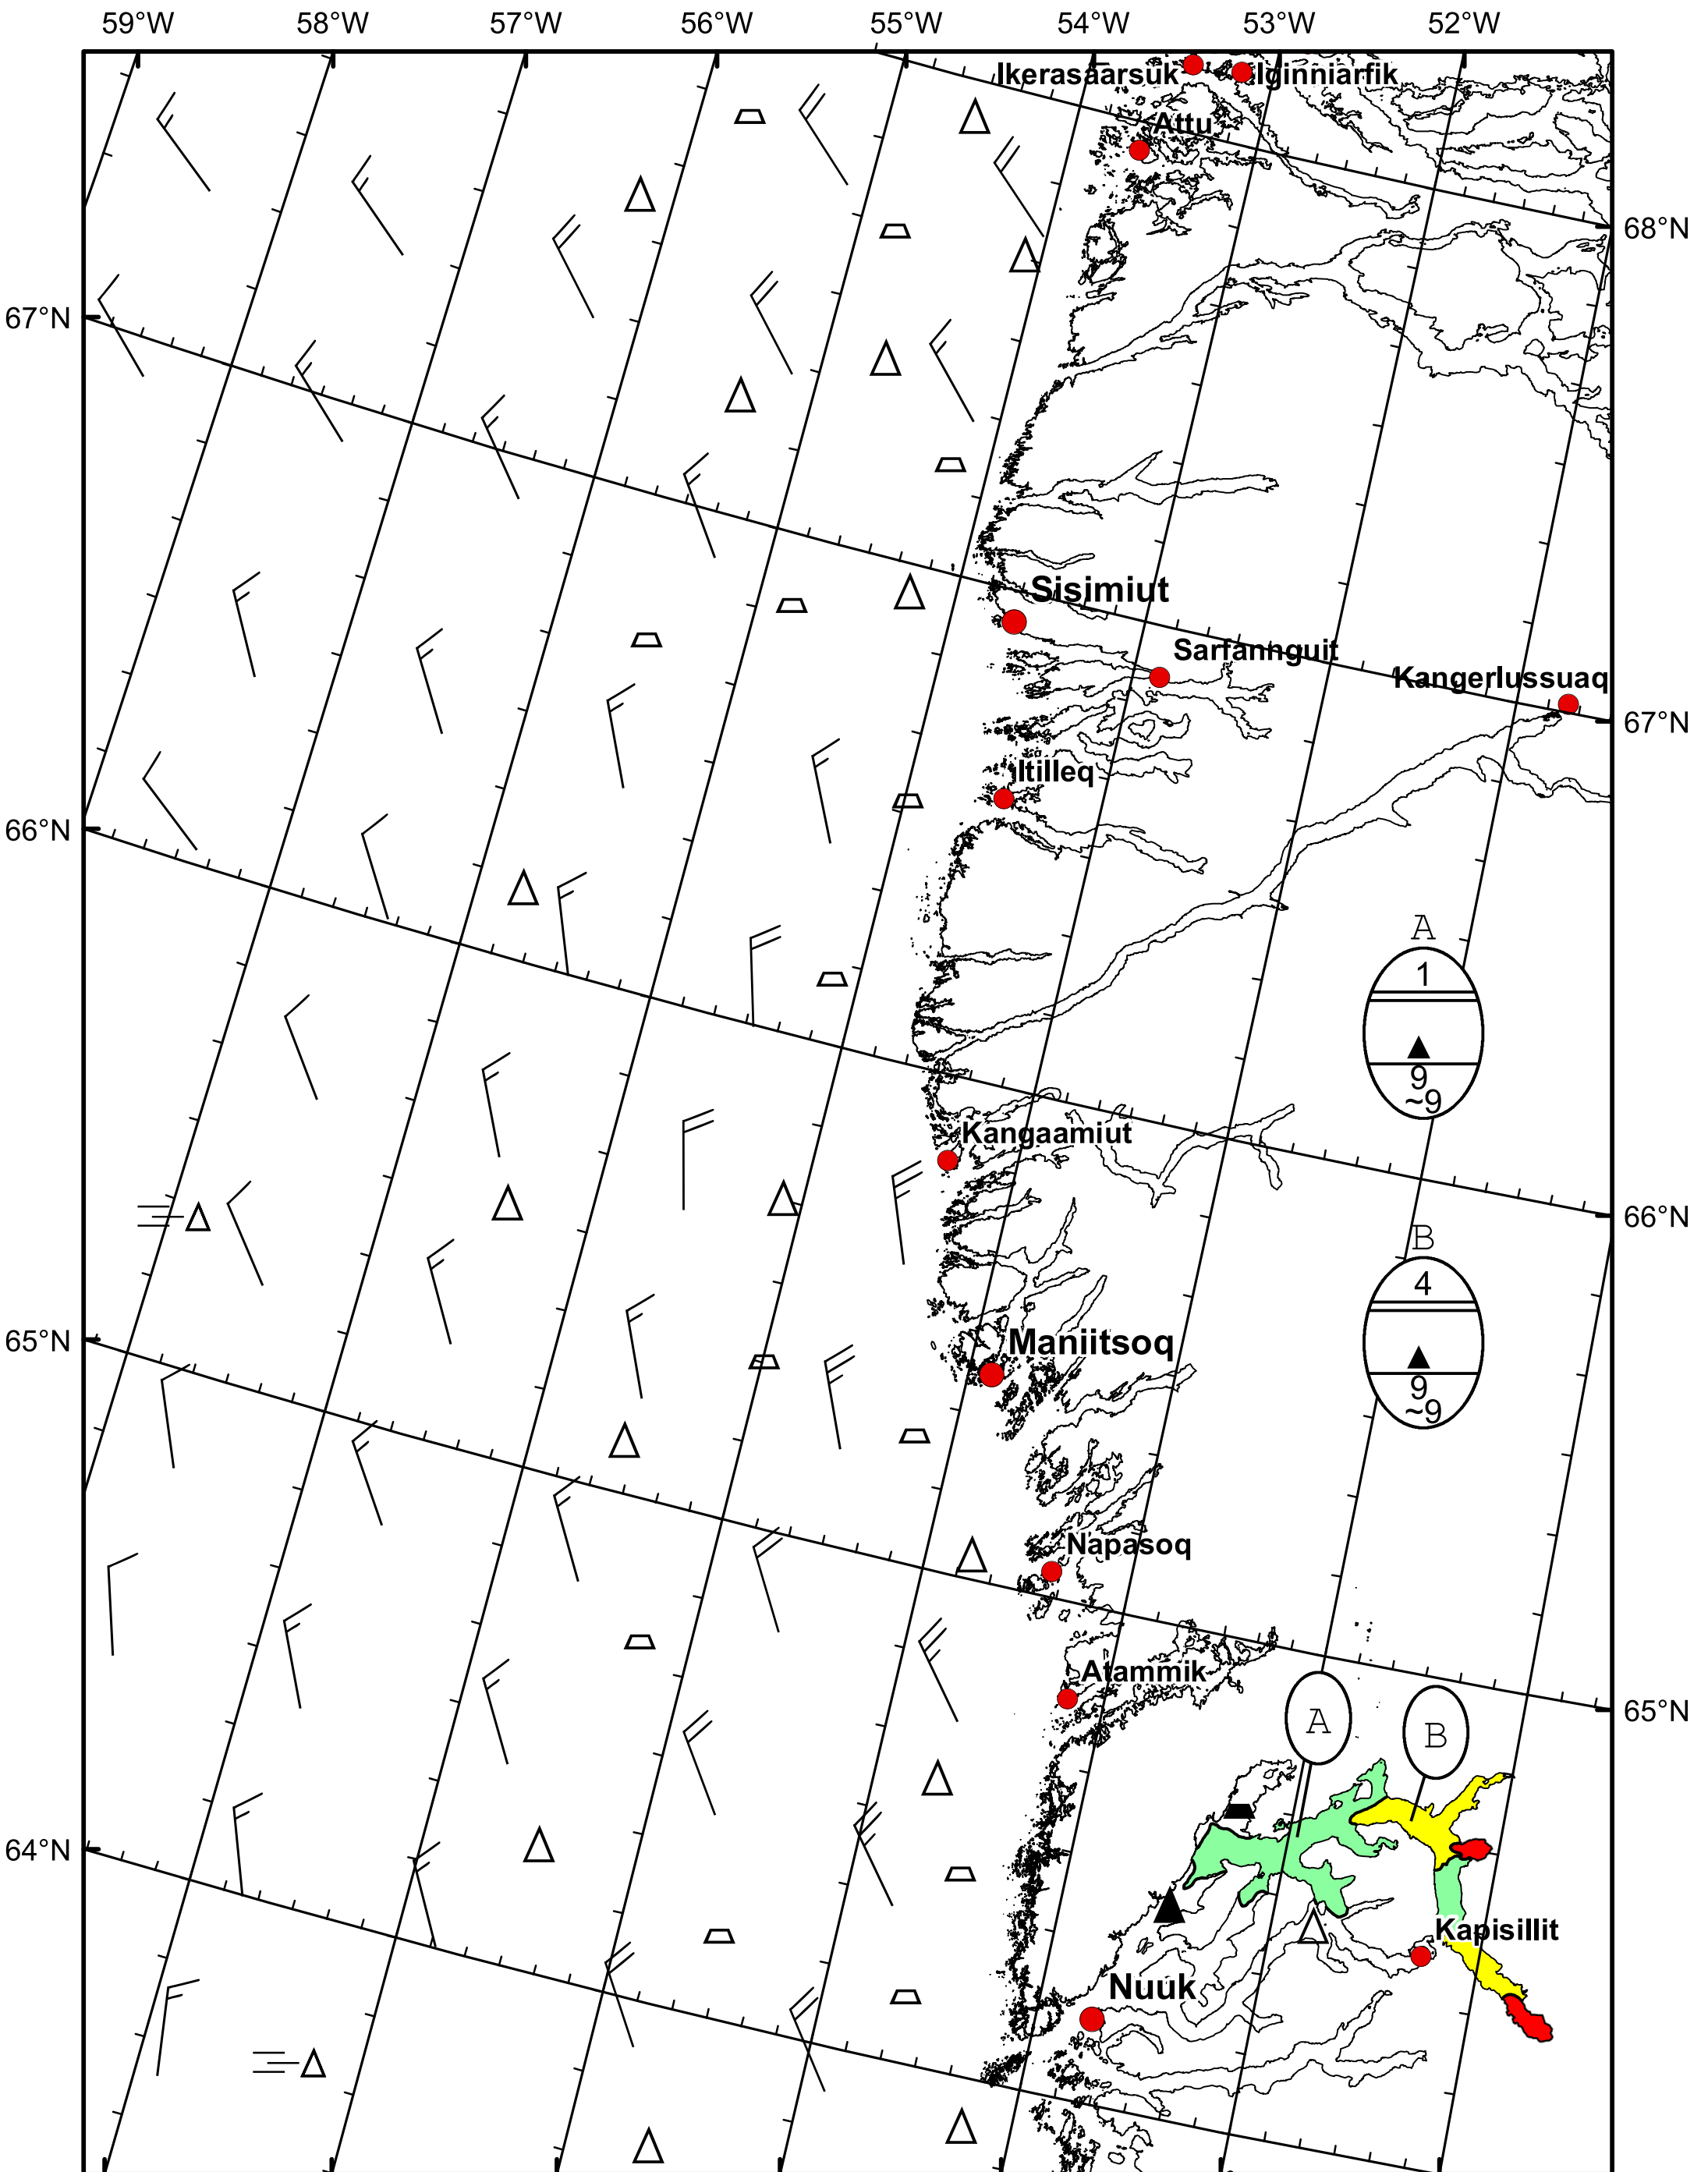 59°W 58°W 57°W 56°W 55°W 54°W 53°W 52°W
Ikerasaarsuk Iginniarfik
Attu
68°N
67°N
Sisimiut
Sarfannguit
Kangerlussuaq
67°N
Itilleq
66°N
A
1
9
~9
Kangaamiut
66°N
B
4
65°N
Maniitsoq
9
~9
Napasoq
Atammik
65°N
A
B
64°N
Kapisillit
Nuuk